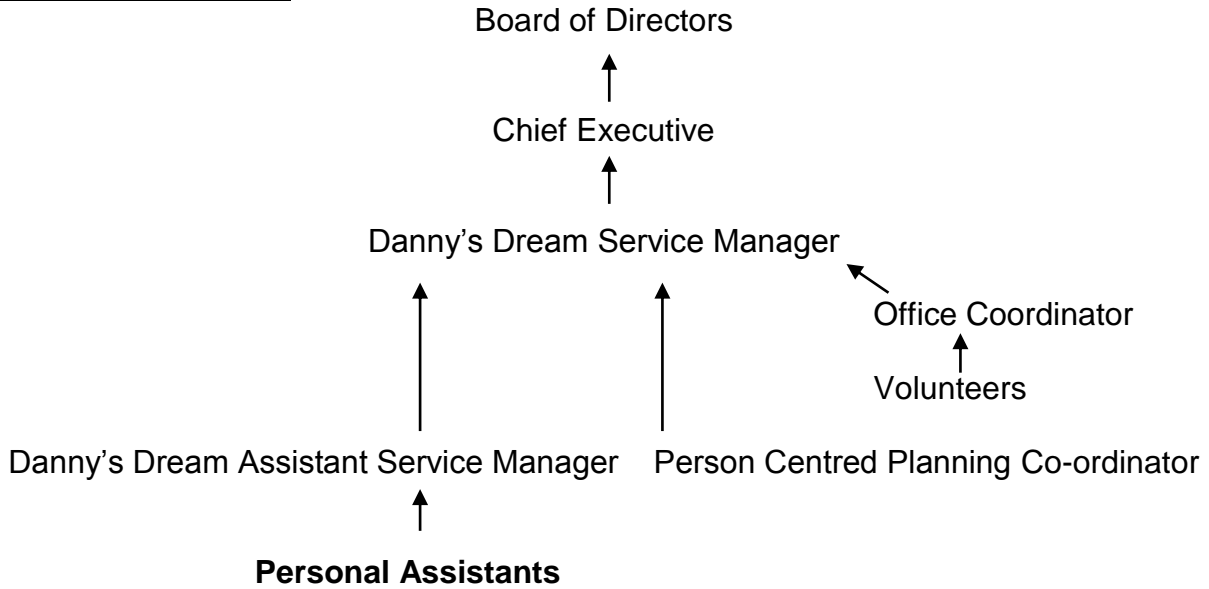 Board of Directors
Chief Executive
Danny’s Dream Service Manager
Office Coordinator
Volunteers
Danny’s Dream Assistant Service Manager
Person Centred Planning Co-ordinator
Personal Assistants